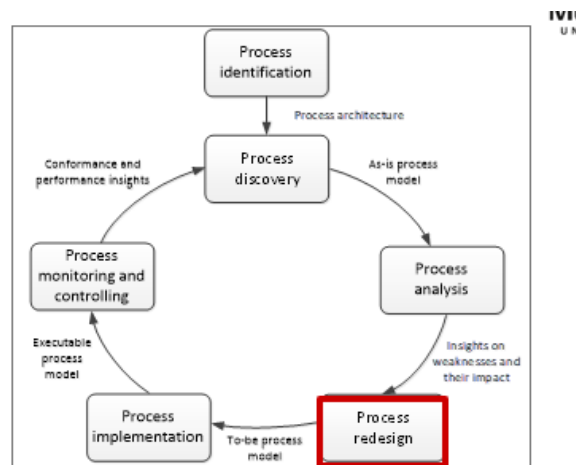 Process
identification
Process architecture
Process
discovery
Conformance and
performance insights
As-is process
model
Process
monitoring and
controlling
Process
analysis
Executable
process
model
Insights on
weaknesses and
their impact
Process
implementation
To-be process
model
Process
redesign